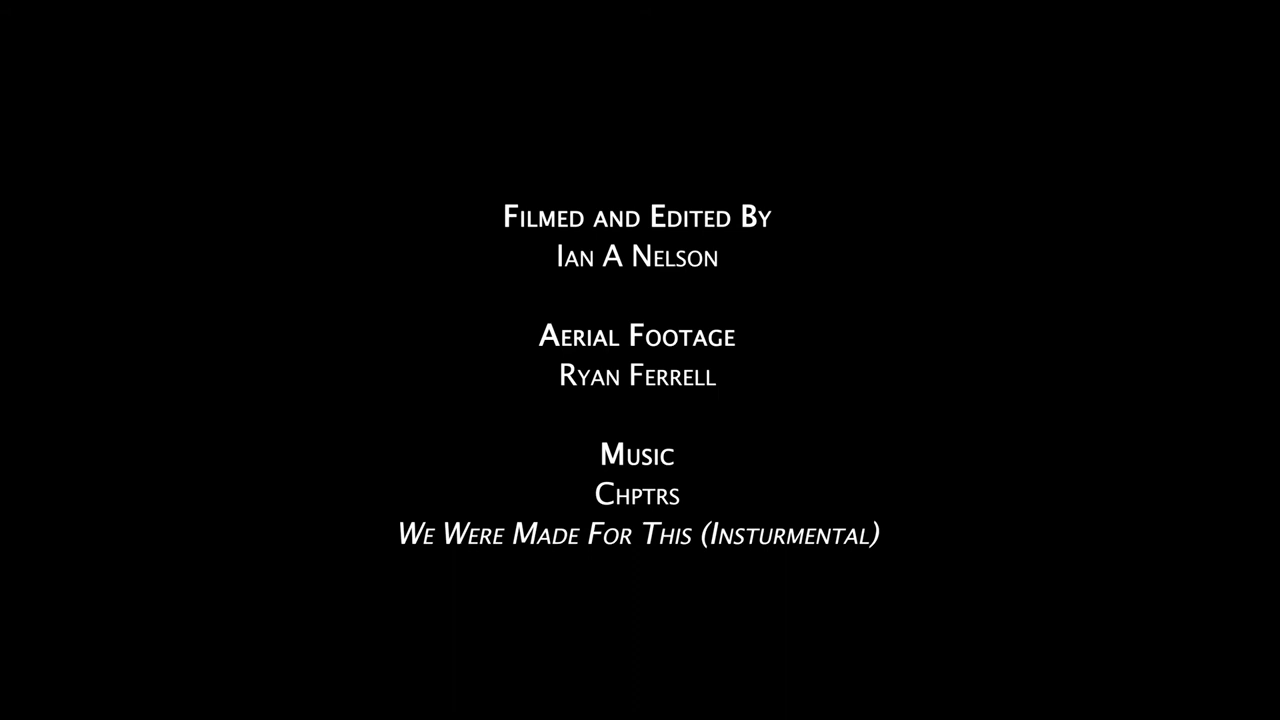 Filmed and Edited By
Ian A Nelson
Aerial Footage
Ryan Ferrell
Music
Chptrs
We Were Made For This (Insturmental)